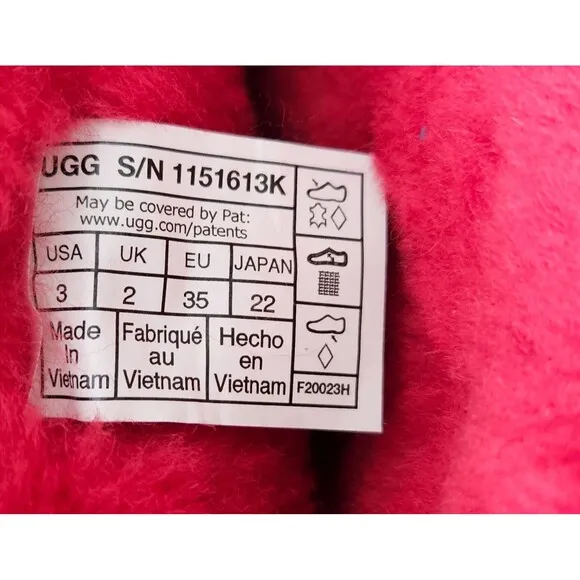 UGG S/N 1151613K
May be covered by Pat:
www.ugg.com/patents
USA UK EU JAPAN
3 2 35 22
Made in Vietnam
Fabriqué au Vietnam
Hecho en Vietnam
F20023H